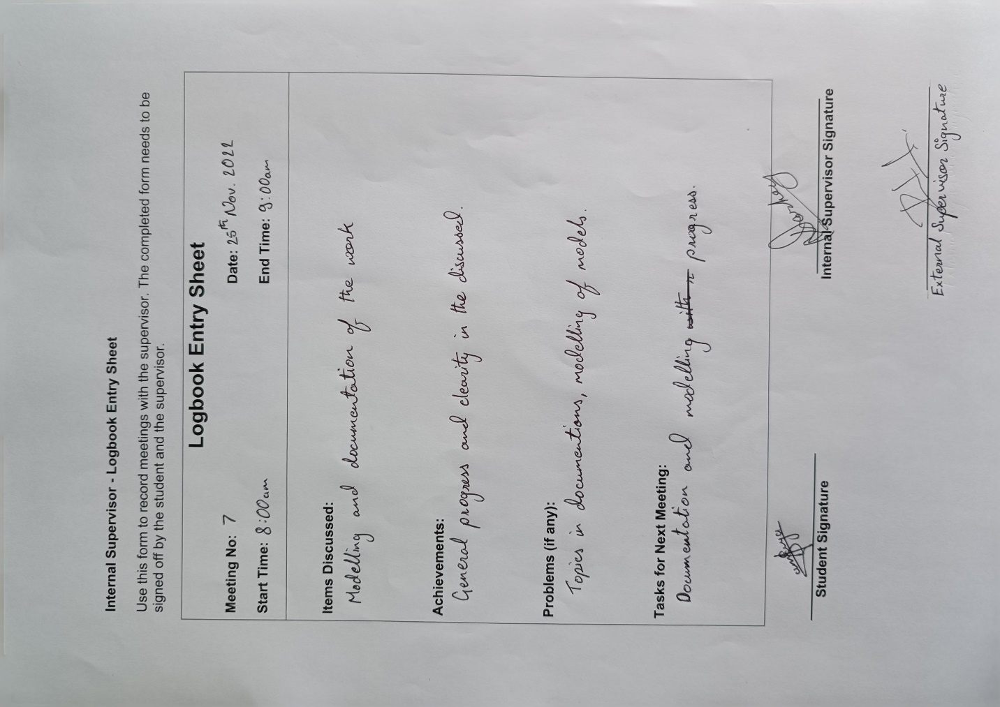 Internal Supervisor - Logbook Entry Sheet
Use this form to record meetings with the supervisor. The completed form needs to be
signed off by the student and the supervisor.
Logbook Entry Sheet
Meeting No: 7 Date: 25th Nov. 2022
Start Time: 8:00am End Time: 9:00am
Items Discussed:
Modelling and documentation of the work
Achievements:
General progress and clearity in the discussed.
Problems (if any):
Topics in documentions, modelling of models.
Tasks for Next Meeting:
Documentation and modelling with progress.
Student Signature Internal Supervisor Signature
External Supervisor Signature